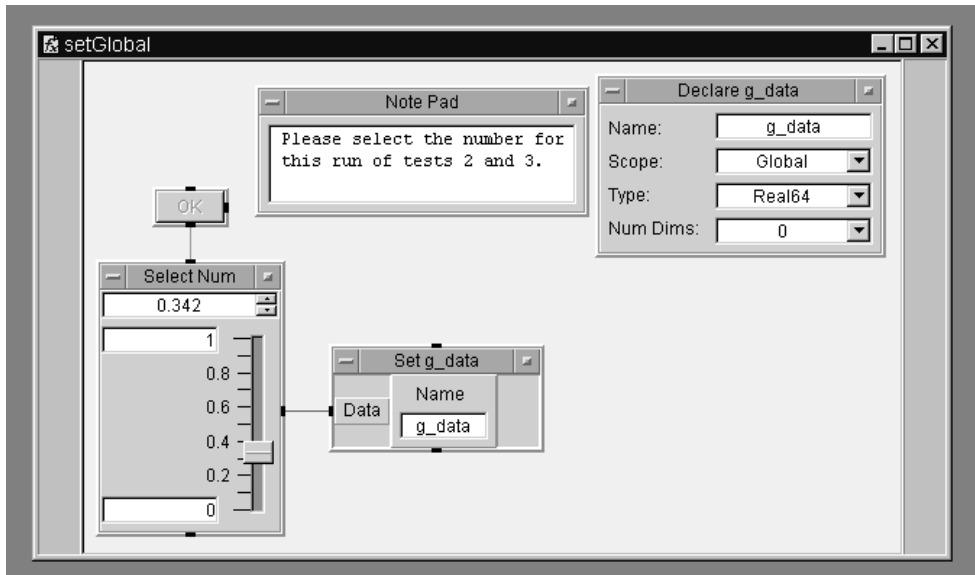 setGlobal
Note Pad
Please select the number for
this run of tests 2 and 3.
Declare g_data
Name: g_data
Scope: Global
Type: Real64
Num Dims: 0
OK
Select Num
0.342
1
0.8
0.6
0.4
0.2
0
Set g_data
Data
Name
g_data